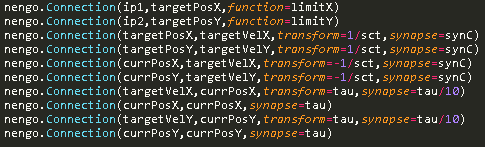 nengo.Connection(ip1,targetPosX,function=limitX)
nengo.Connection(ip2,targetPosY,function=limitY)
nengo.Connection(targetPosX,targetVelX,transform=1/sct,synapse=synC)
nengo.Connection(targetPosY,targetVelY,transform=1/sct,synapse=synC)
nengo.Connection(currPosX,targetVelX,transform=-1/sct,synapse=synC)
nengo.Connection(currPosY,targetVelY,transform=-1/sct,synapse=synC)
nengo.Connection(targetVelX,currPosX,transform=tau,synapse=tau/10)
nengo.Connection(currPosX,currPosX,synapse=tau)
nengo.Connection(targetVelY,currPosY,transform=tau,synapse=tau/10)
nengo.Connection(currPosY,currPosY,synapse=tau)